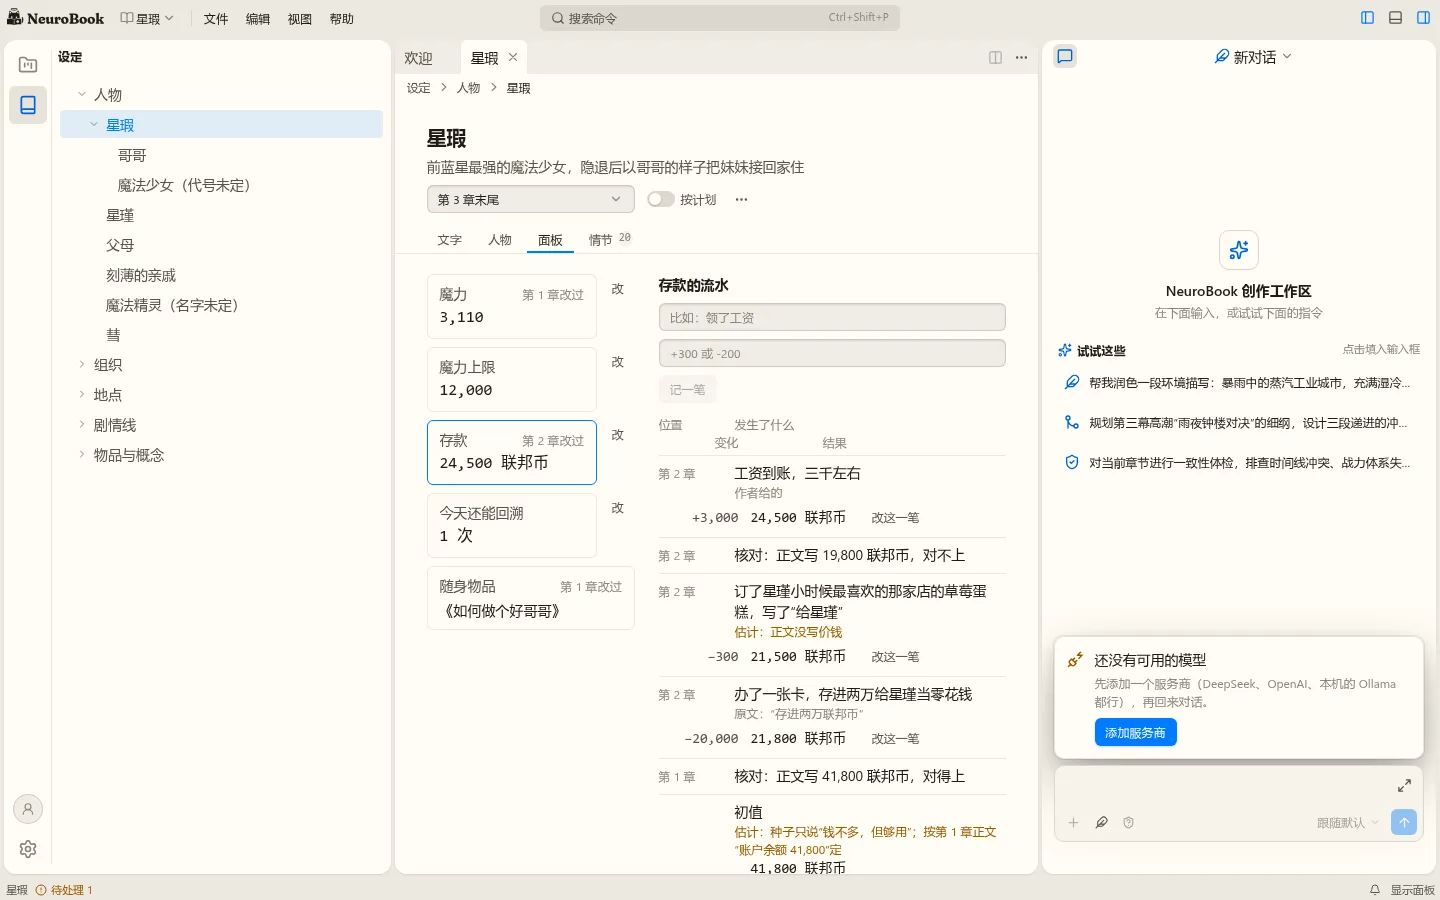 NeuroBook 星瑕 文件 编辑 视图 帮助
搜索命令 Ctrl+Shift+P
设定
人物
星瑕
哥哥
魔法少女（代号未定）
星瑾
父母
刻薄的亲戚
魔法精灵（名字未定）
彗
组织
地点
剧情线
物品与概念
欢迎 星瑕
设定 人物 星瑕
星瑕
前蓝星最强的魔法少女，隐退后以哥哥的样子把妹妹接回家住
第 3 章末尾 按计划
文字 人物 面板 情节 20
魔力 第 1 章改过
3,110
改
魔力上限
12,000
改
存款 第 2 章改过
24,500 联邦币
改
今天还能回溯
1 次
改
随身物品 第 1 章改过
《如何做个好哥哥》
存款的流水
比如：领了工资
+300 或 -200
记一笔
位置 发生了什么
变化 结果
第 2 章 工资到账，三千左右
作者给的
+3,000 24,500 联邦币 改这一笔
第 2 章 核对：正文写 19,800 联邦币，对不上
第 2 章 订了星瑾小时候最喜欢的那家店的草莓蛋
糕，写了“给星瑾”
估计：正文没写价钱
−300 21,500 联邦币 改这一笔
第 2 章 办了一张卡，存进两万给星瑾当零花钱
原文：“存进两万联邦币”
−20,000 21,800 联邦币 改这一笔
第 1 章 核对：正文写 41,800 联邦币，对得上
初值
估计：种子只说“钱不多，但够用”；按第 1 章正文
“账户余额 41,800”定
41,800 联邦币
新对话
NeuroBook 创作工作区
在下面输入，或试试下面的指令
试试这些 点击填入输入框
帮我润色一段环境描写：暴雨中的蒸汽工业城市，充满湿冷...
规划第三幕高潮“雨夜钟楼对决”的细纲，设计三段递进的冲...
对当前章节进行一致性体检，排查时间线冲突、战力体系失...
还没有可用的模型
先添加一个服务商（DeepSeek、OpenAI、本机的 Ollama
都行），再回来对话。
添加服务商
跟随默认
星瑕 待处理 1
显示面板